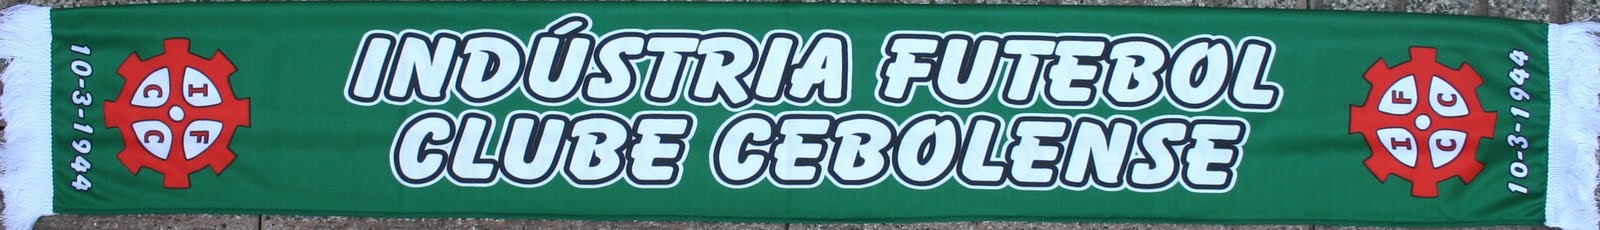 10-3-1944
I F C C
INDÚSTRIA FUTEBOL
CLUBE CEBOLENSE
I F C C
10-3-1944